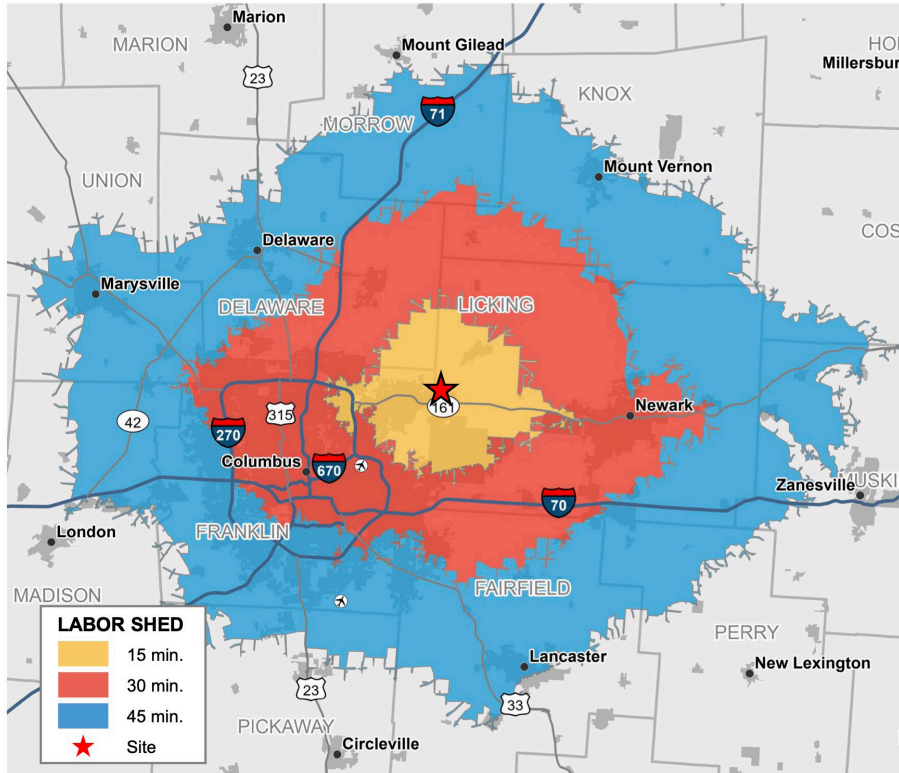 Marion
MARION
23
Mount Gilead
HO
Millersbur
KNOX
71
MORROW
UNION
Mount Vernon
COS
Delaware
Marysville
DELAWARE
LICKING
161
315
Newark
42
270
Columbus
670
Zanesville
MUSKI
70
London
FRANKLIN
FAIRFIELD
MADISON
PERRY
LABOR SHED
15 min.
30 min.
45 min.
Site
Lancaster
New Lexington
23
33
PICKAWAY
Circleville